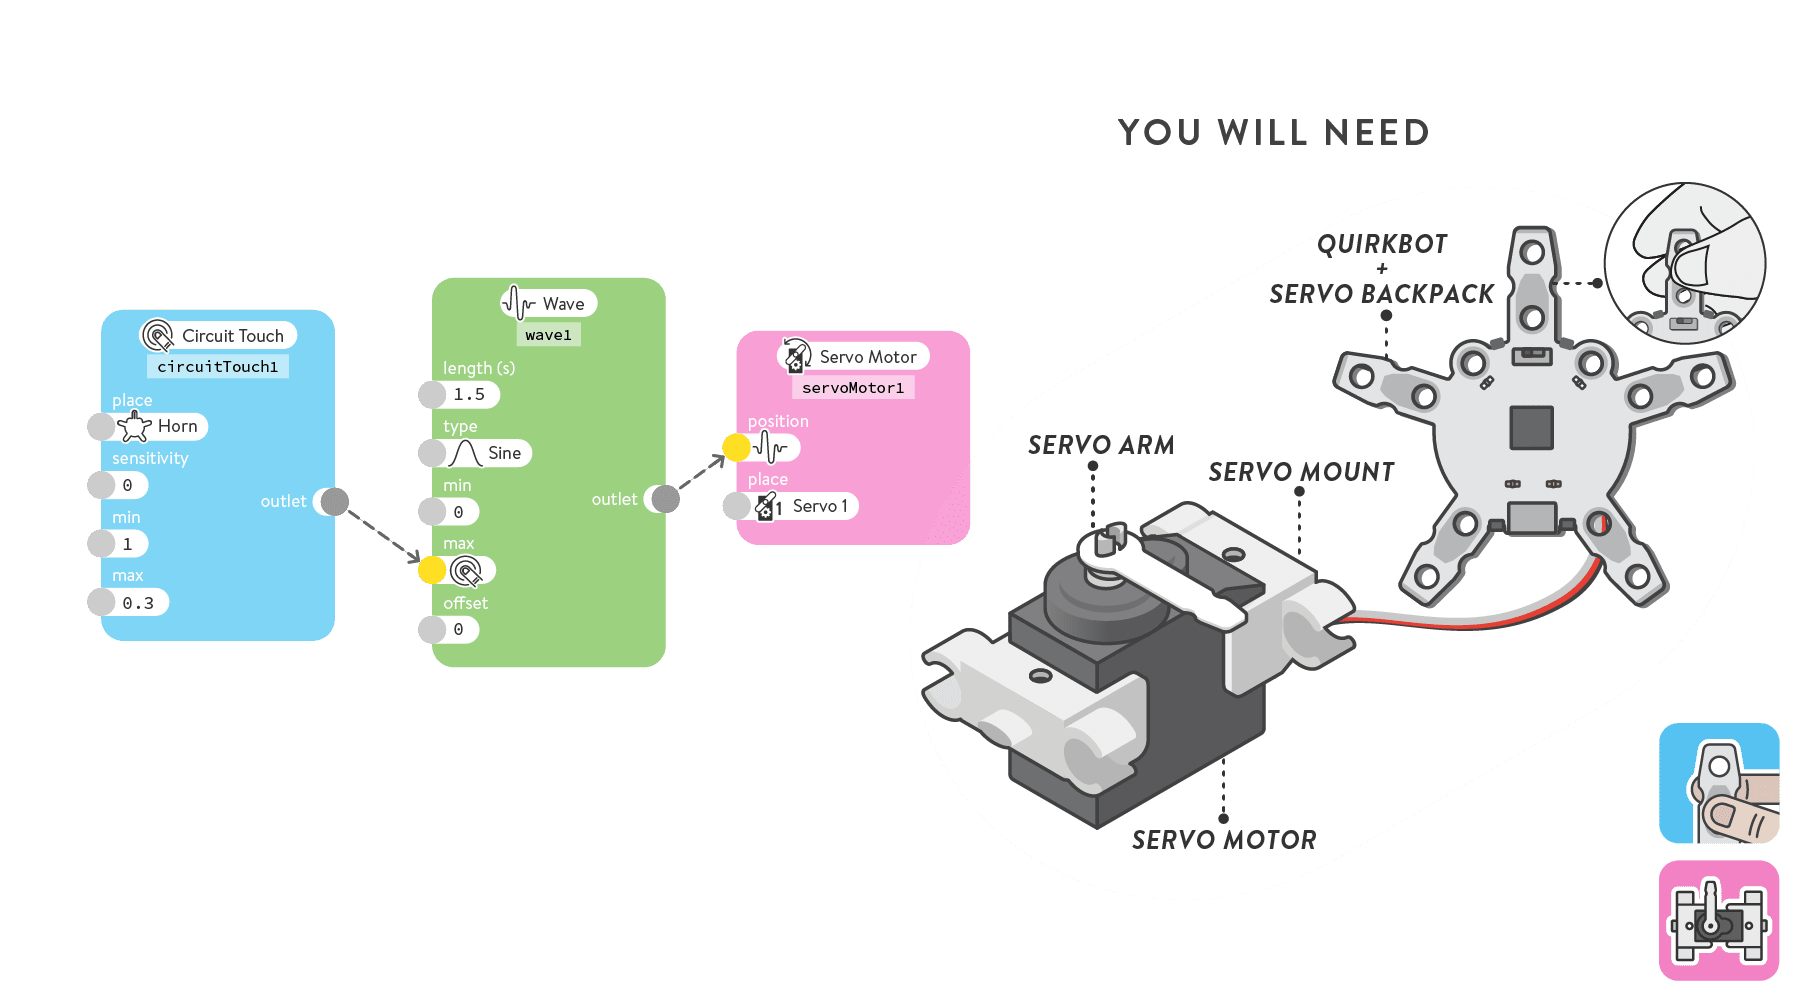 YOU WILL NEED
Circuit Touch
circuitTouch1
place
Horn
sensitivity
0
min
1
max
0.3
outlet
Wave
wave1
length (s)
1.5
type
Sine
min
0
max
offset
0
outlet
Servo Motor
servoMotor1
position
place
1 Servo 1
QUIRKBOT
+
SERVO BACKPACK
SERVO ARM
SERVO MOUNT
SERVO MOTOR